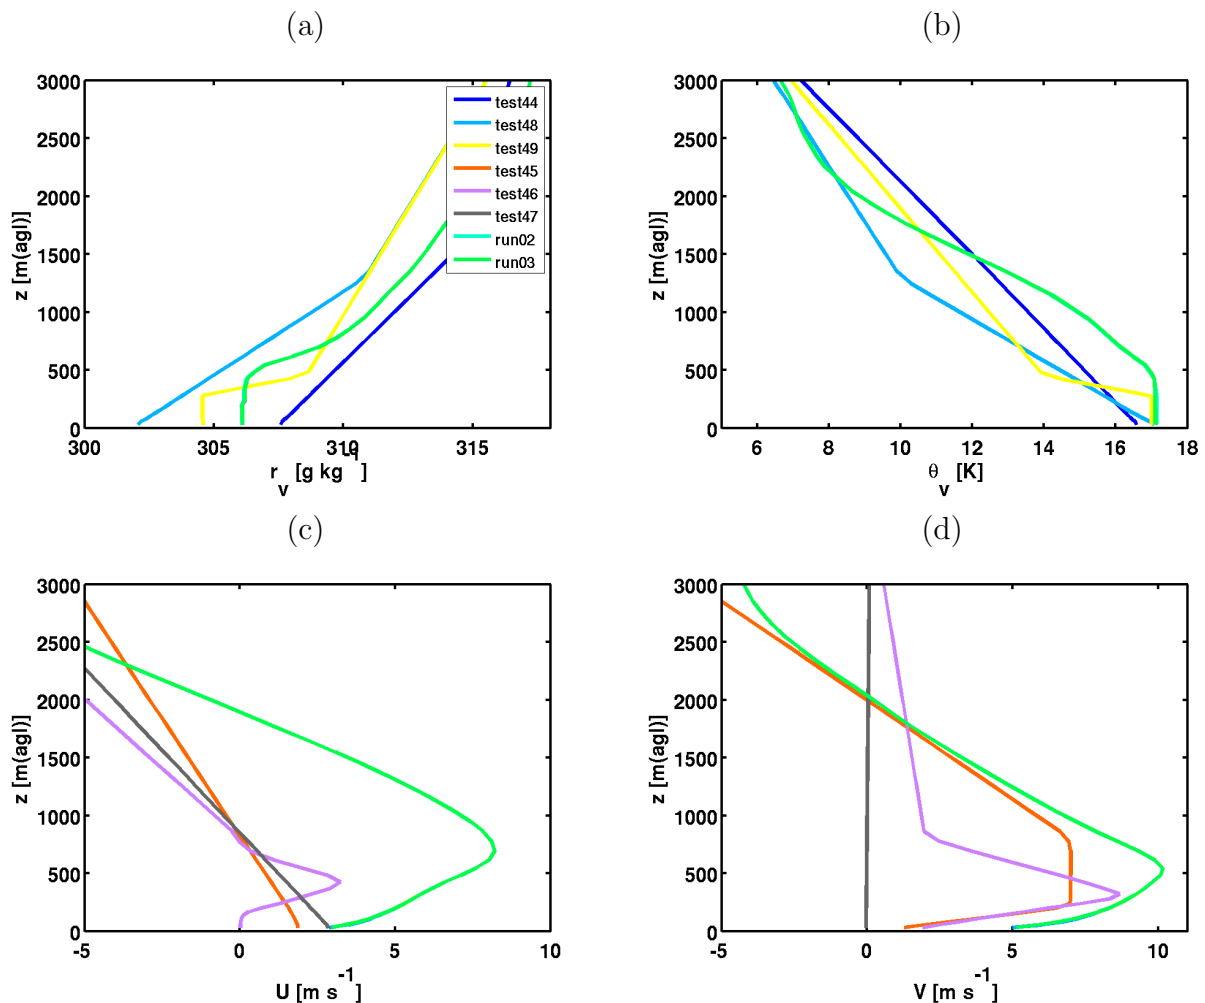 (a)
(b)
3000
2500
2000
1500
1000
500
0
z [m(agl)]
300
305
310
315
r v [g kg -1 ]
test44
test48
test49
test45
test46
test47
run02
run03
3000
2500
2000
1500
1000
500
0
z [m(agl)]
6
8
10
12
14
16
18
θ v [K]
(c)
(d)
3000
2500
2000
1500
1000
500
0
z [m(agl)]
-5
0
5
10
U [m s -1 ]
3000
2500
2000
1500
1000
500
0
z [m(agl)]
-5
0
5
10
V [m s -1 ]